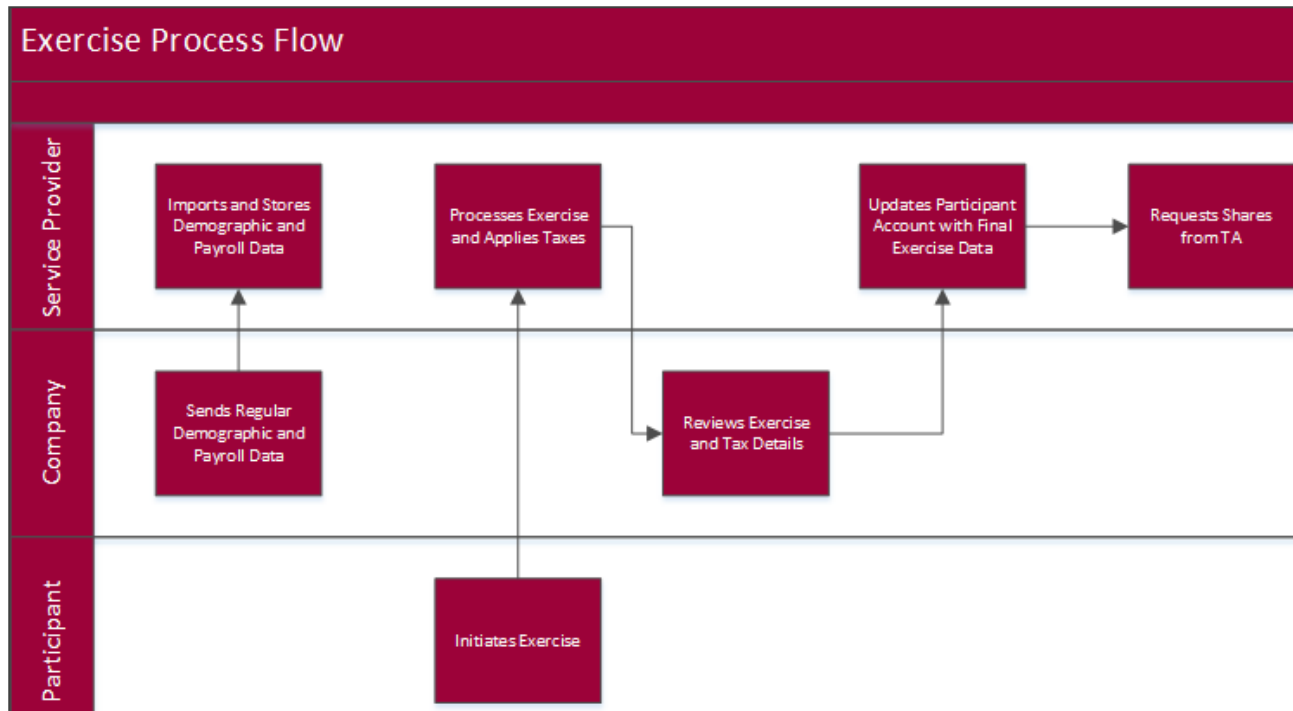 Exercise Process Flow
Service Provider
Imports and Stores
Demographic and
Payroll Data
Processes Exercise
and Applies Taxes
Updates Participant
Account with Final
Exercise Data
Requests Shares
from TA
Company
Sends Regular
Demographic and
Payroll Data
Reviews Exercise
and Tax Details
Participant
Initiates Exercise